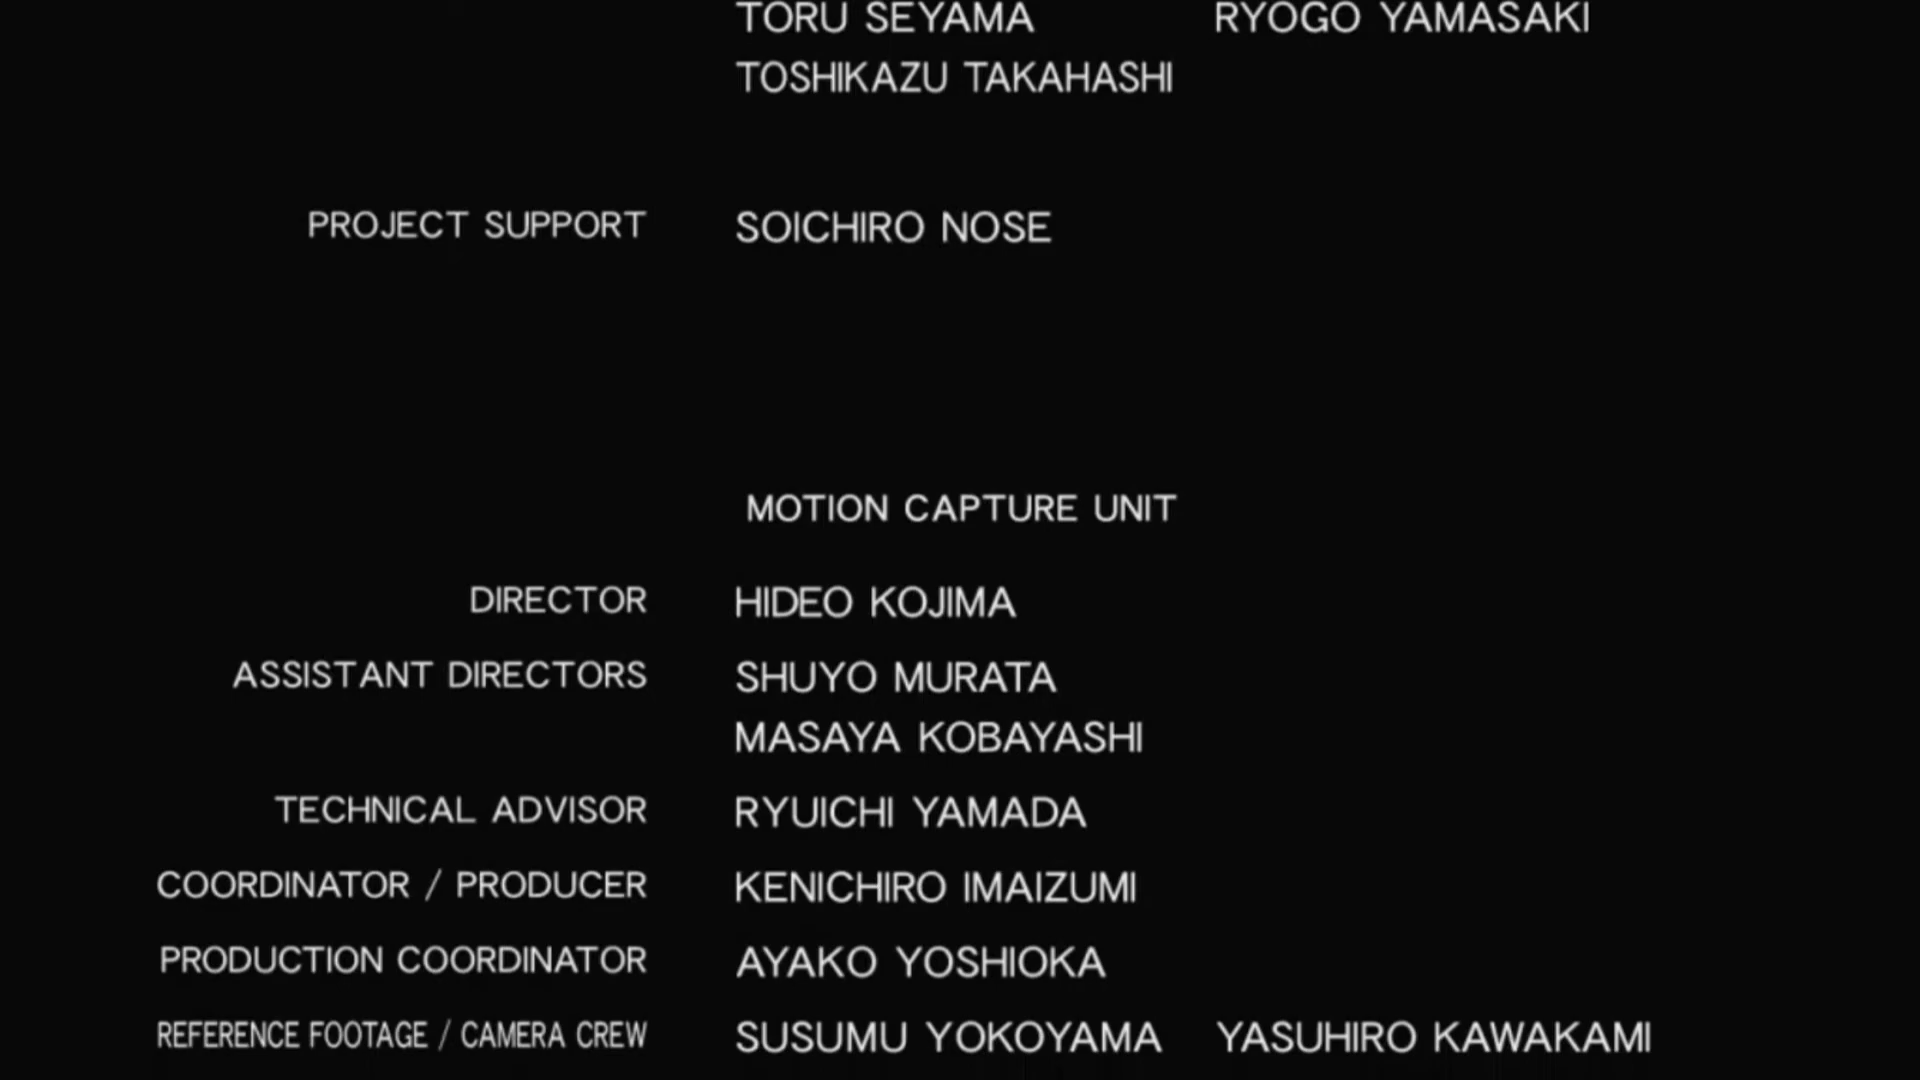 TORU SEYAMA RYOGO YAMASAKI
TOSHIKAZU TAKAHASHI
PROJECT SUPPORT SOICHIRO NOSE
MOTION CAPTURE UNIT
DIRECTOR HIDEO KOJIMA
ASSISTANT DIRECTORS SHUYO MURATA
MASAYA KOBAYASHI
TECHNICAL ADVISOR RYUICHI YAMADA
COORDINATOR / PRODUCER KENICHIRO IMAIZUMI
PRODUCTION COORDINATOR AYAKO YOSHIOKA
REFERENCE FOOTAGE / CAMERA CREW SUSUMU YOKOYAMA YASUHIRO KAWAKAMI